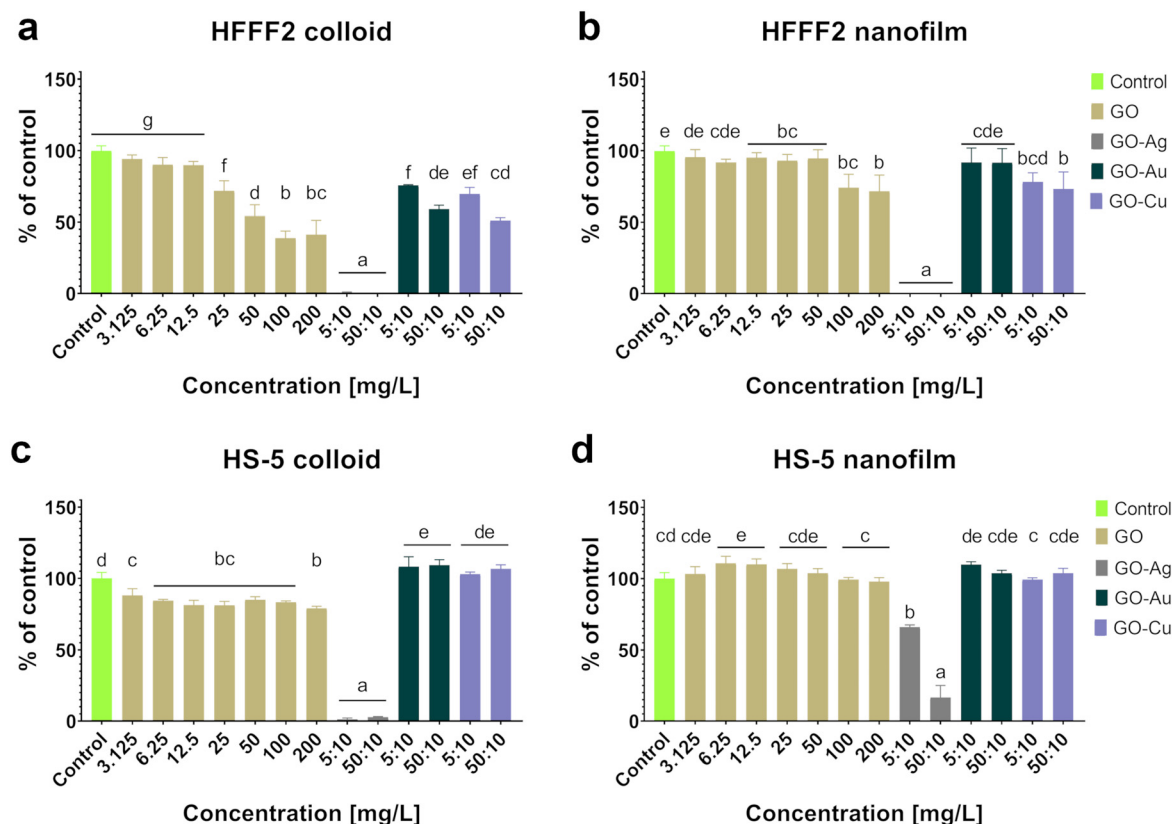 a
HFFF2 colloid
% of control
150
100
50
0
g
f
d
b
bc
a
f
de
ef
cd
Control
3.125
6.25
12.5
25
50
100
200
5:10
50:10
5:10
50:10
5:10
50:10
Concentration [mg/L]
b
HFFF2 nanofilm
% of control
150
100
50
0
e
de
cde
bc
bc
b
a
cde
bcd
b
Control
3.125
6.25
12.5
25
50
100
200
5:10
50:10
5:10
50:10
5:10
50:10
Concentration [mg/L]
Control
GO
GO-Ag
GO-Au
GO-Cu
c
HS-5 colloid
% of control
150
100
50
0
d
c
bc
b
a
e
de
Control
3.125
6.25
12.5
25
50
100
200
5:10
50:10
5:10
50:10
5:10
50:10
Concentration [mg/L]
d
HS-5 nanofilm
% of control
150
100
50
0
cd
cde
e
cde
c
b
a
de
cde
c
cde
Control
3.125
6.25
12.5
25
50
100
200
5:10
50:10
5:10
50:10
5:10
50:10
Concentration [mg/L]
Control
GO
GO-Ag
GO-Au
GO-Cu